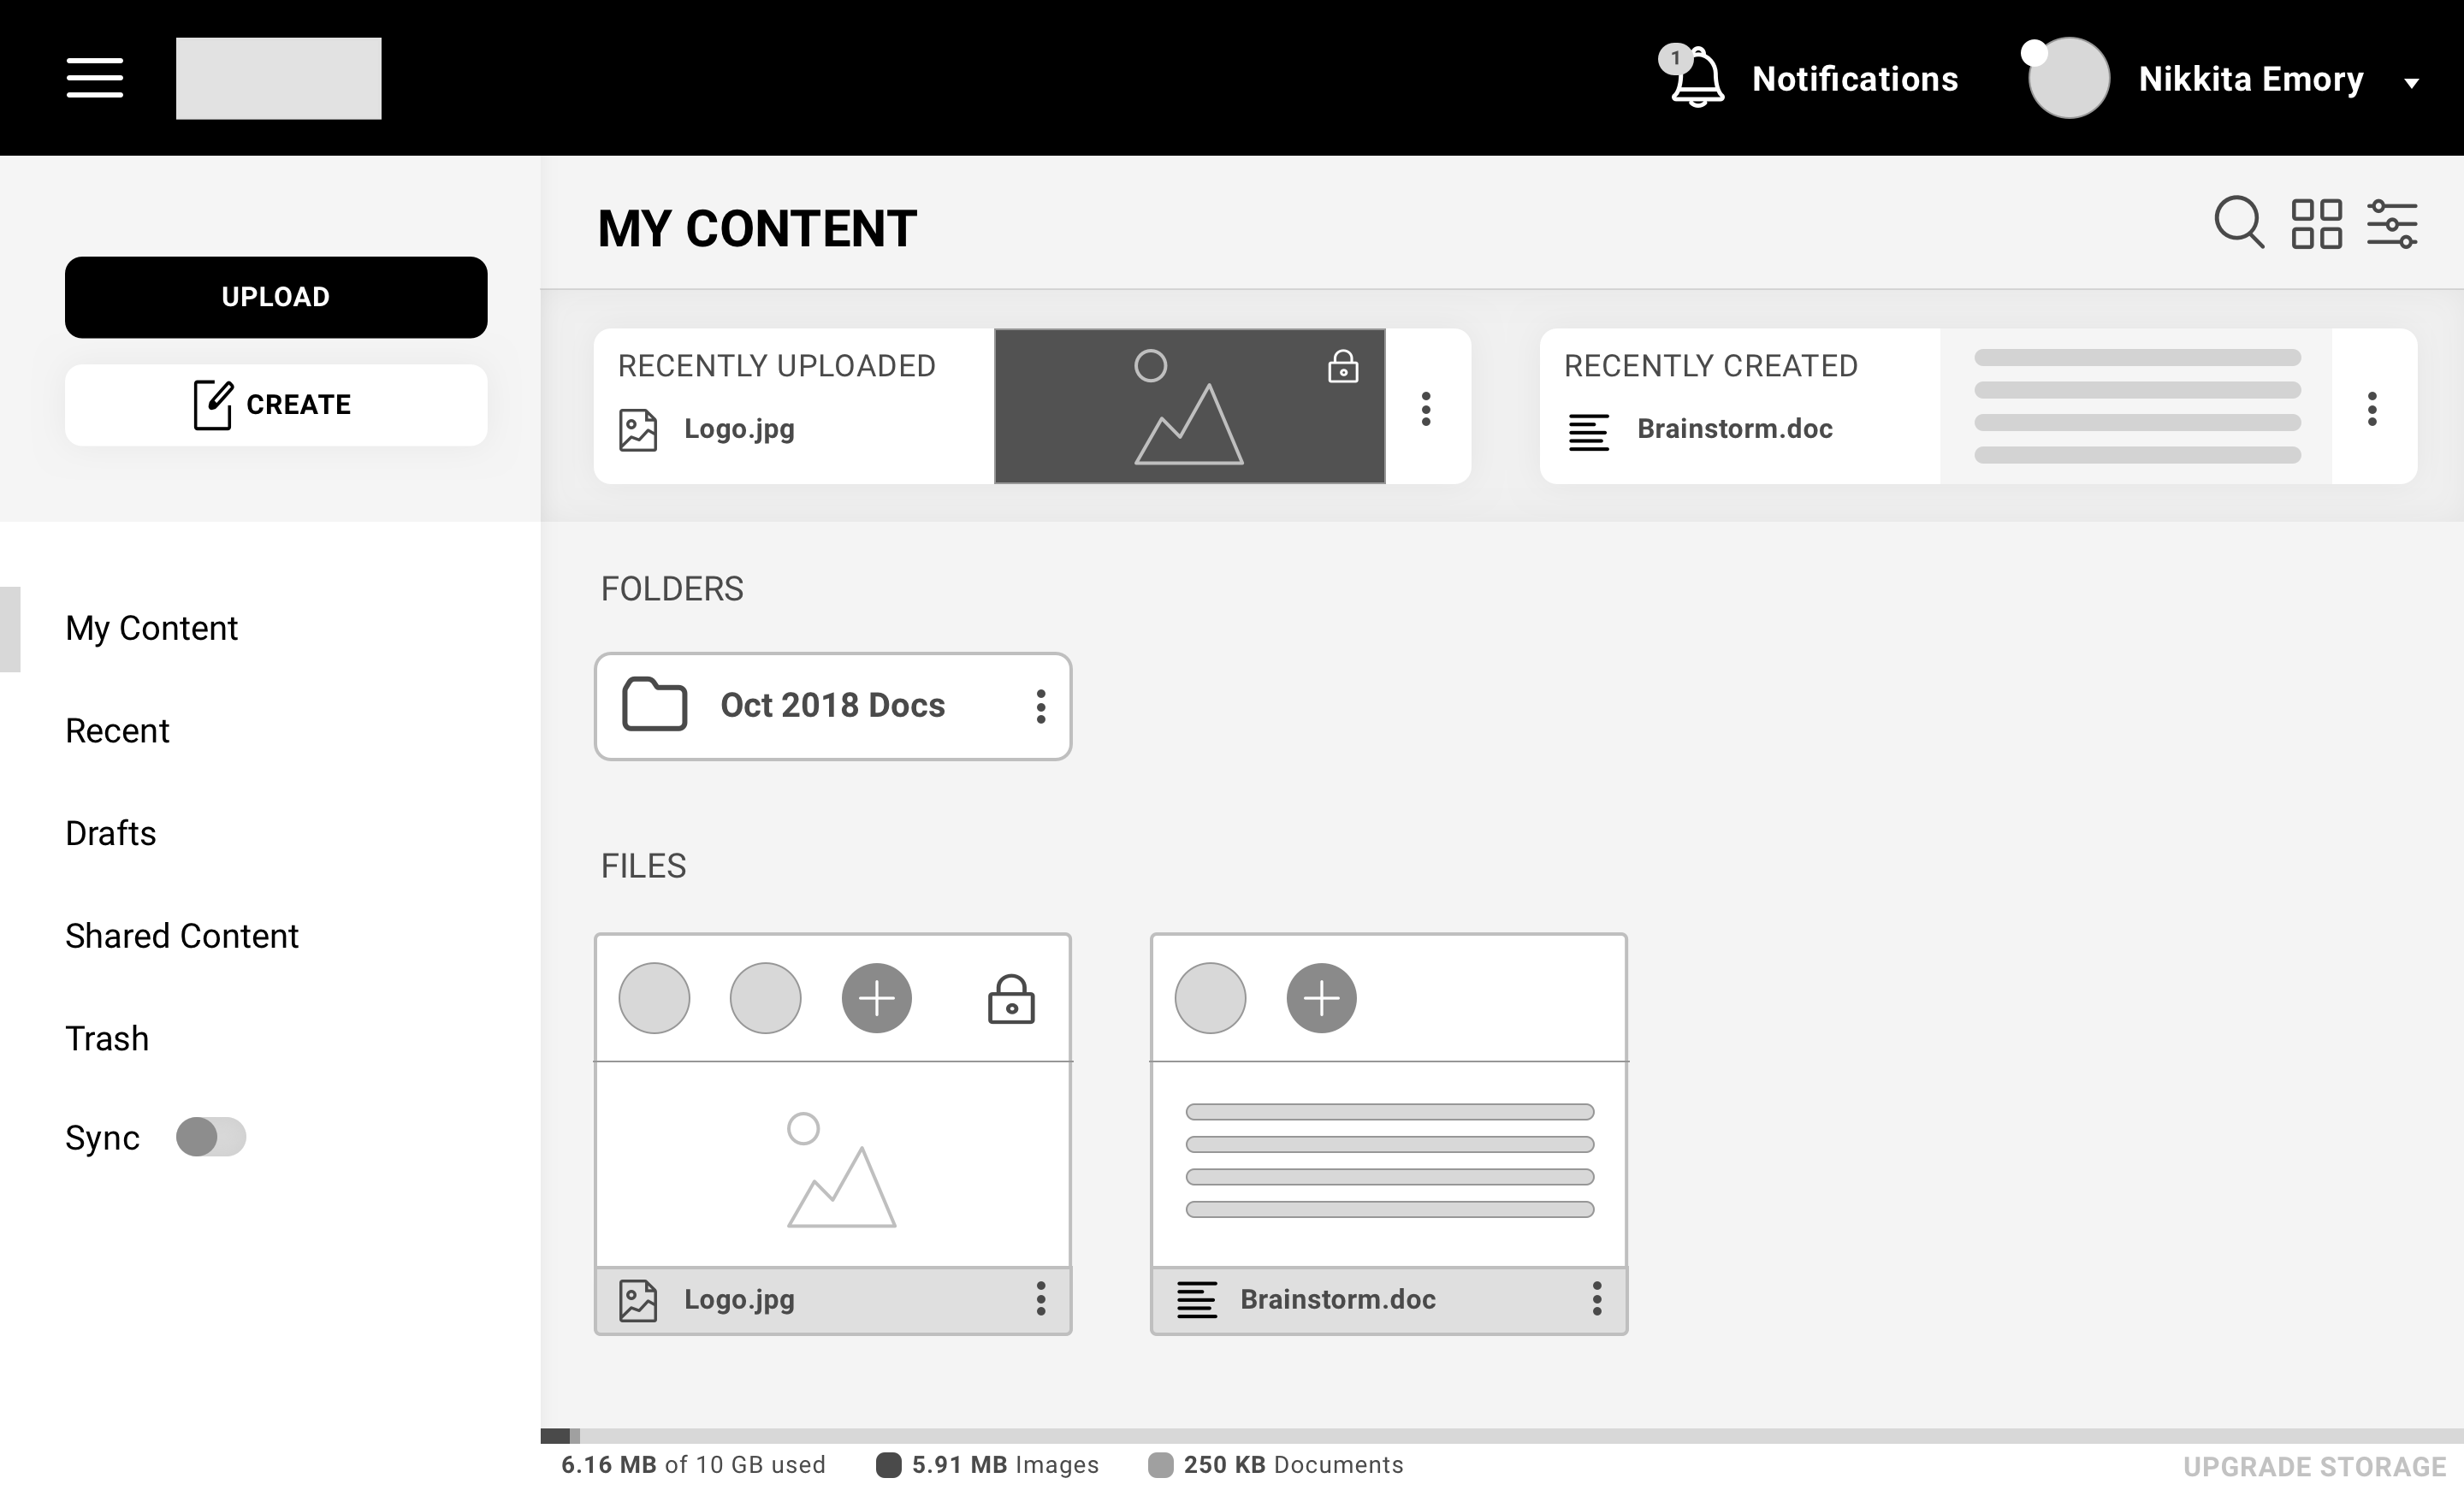 1
Notifications
Nikkita Emory
MY CONTENT
UPLOAD
CREATE
RECENTLY UPLOADED
Logo.jpg
RECENTLY CREATED
Brainstorm.doc
My Content
Recent
Drafts
Shared Content
Trash
Sync
FOLDERS
Oct 2018 Docs
FILES
Logo.jpg
Brainstorm.doc
6.16 MB of 10 GB used
5.91 MB Images
250 KB Documents
UPGRADE STORAGE